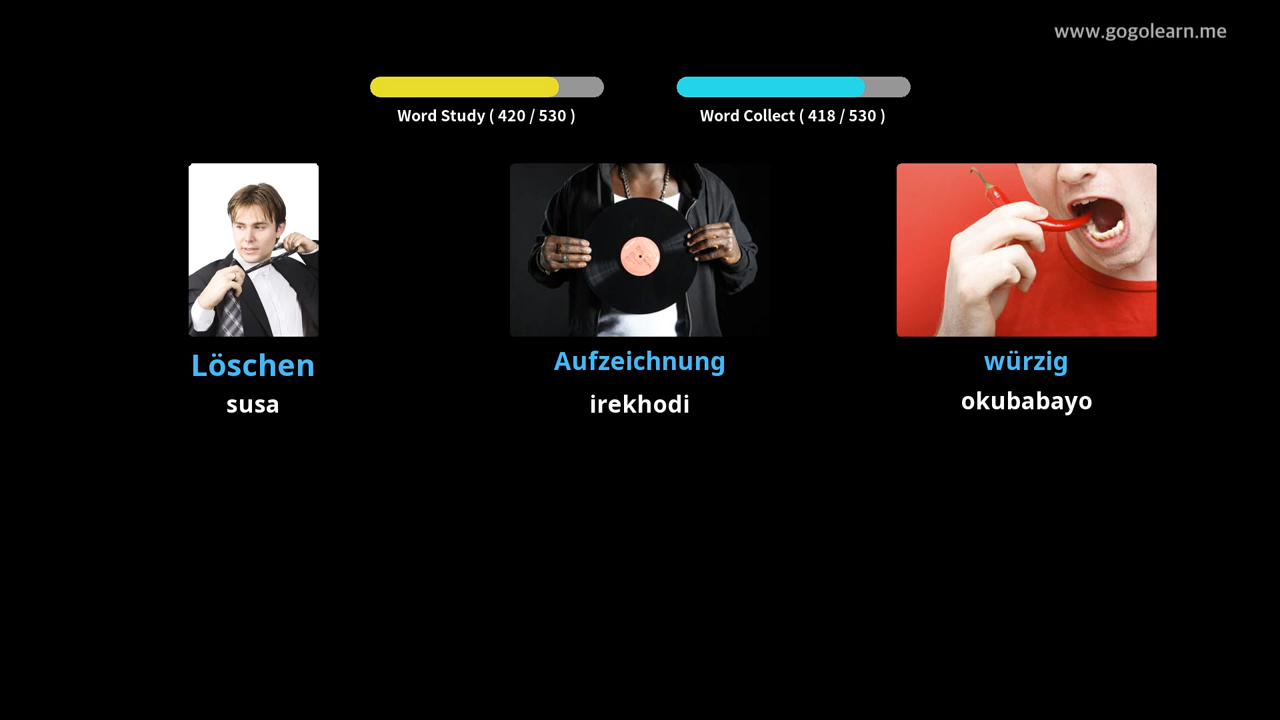 www.gogolearn.me
Word Study ( 420 / 530 )
Word Collect ( 418 / 530 )
Löschen
susa
Aufzeichnung
irekhodi
würzig
okubabayo